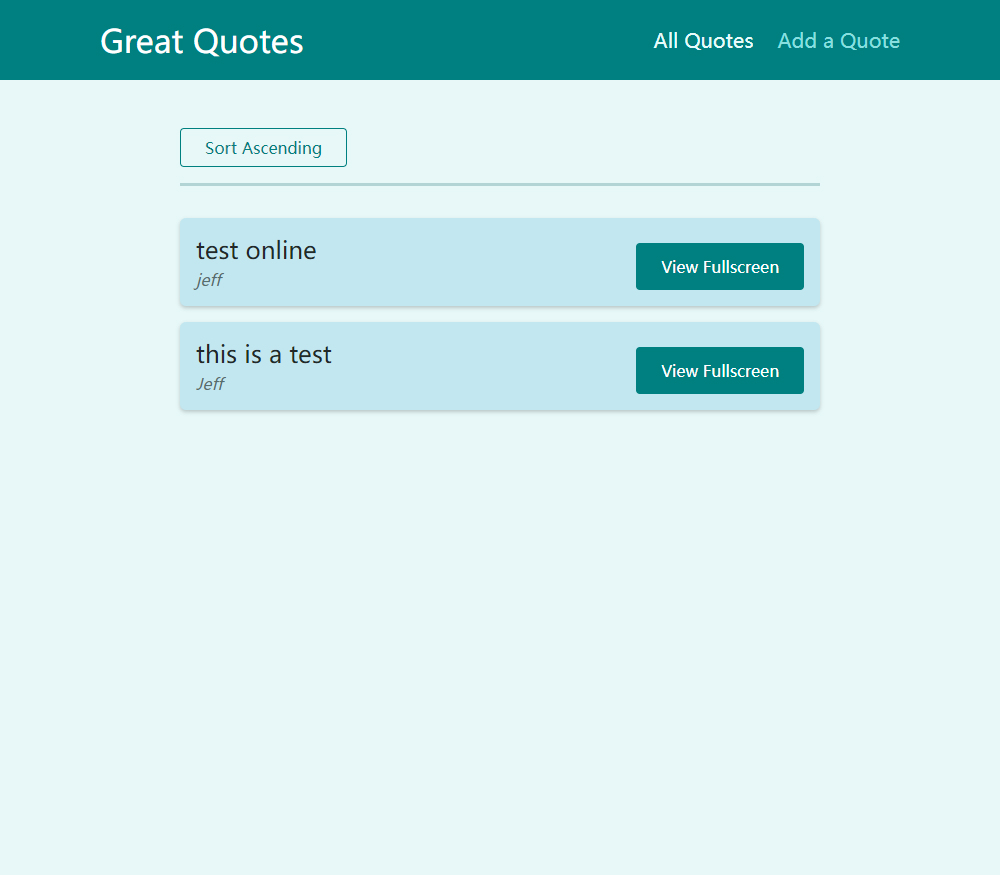 Great Quotes
All Quotes
Add a Quote
Sort Ascending
test online
jeff
View Fullscreen
this is a test
Jeff
View Fullscreen